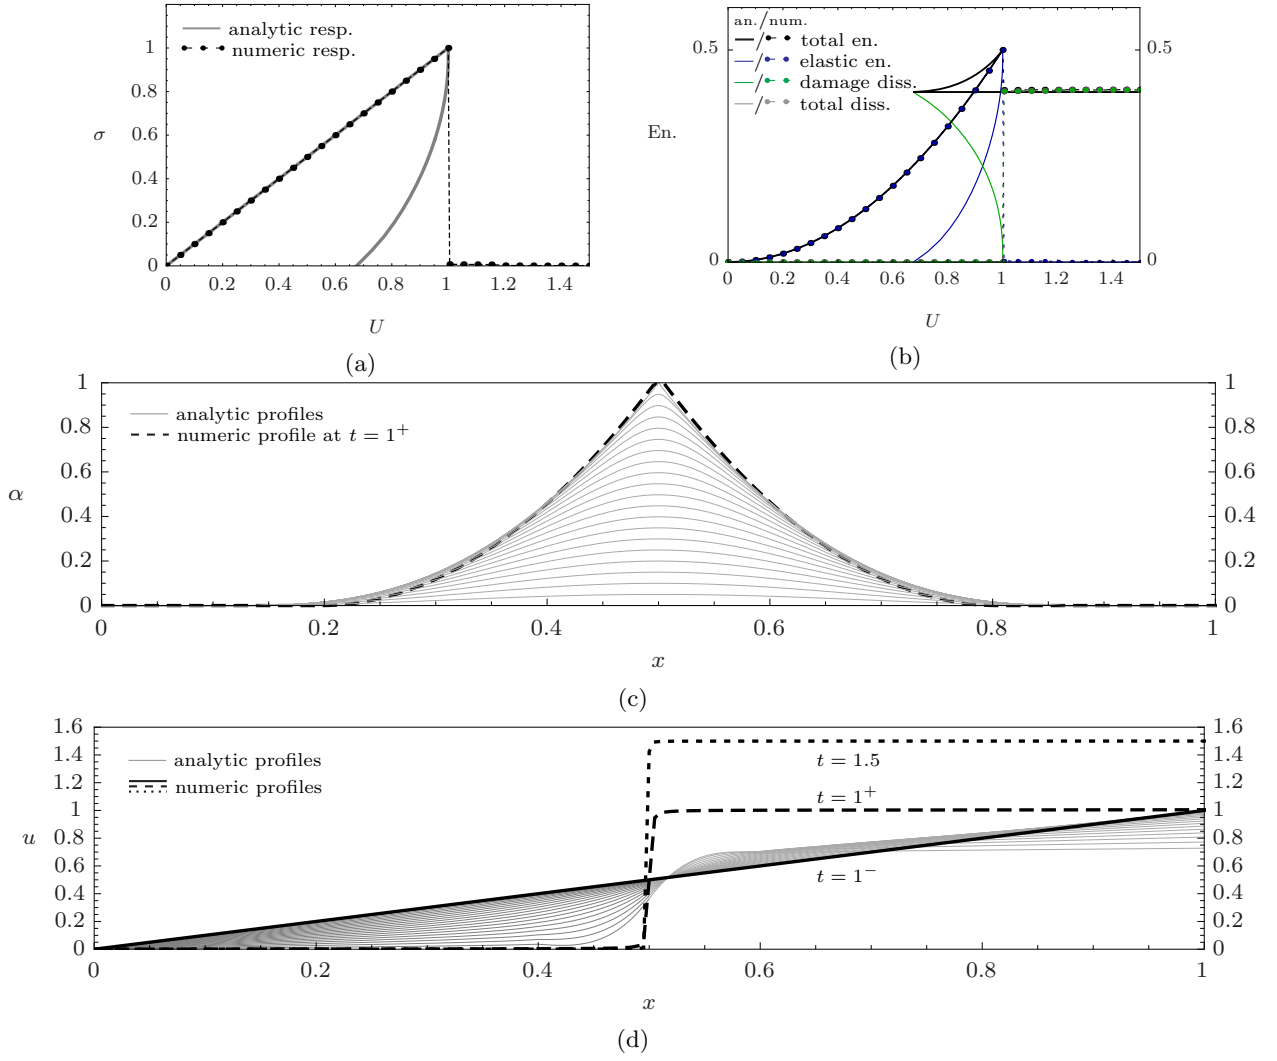 analytic resp.
numeric resp.
1
0.8
0.6
0.4
0.2
0
σ
0 0.2 0.4 0.6 0.8 1 1.2 1.4
U
(a)
an./num.
total en.
elastic en.
damage diss.
total diss.
0.5
0
0.5
0
En.
0 0.2 0.4 0.6 0.8 1 1.2 1.4
U
(b)
analytic profiles
numeric profile at t = 1⁺
1
0.8
0.6
0.4
0.2
0
α
1
0.8
0.6
0.4
0.2
0
0 0.2 0.4 0.6 0.8 1
x
(c)
analytic profiles
numeric profiles
1.6
1.4
1.2
1
0.8
0.6
0.4
0.2
0
u
t = 1.5
t = 1⁺
t = 1⁻
1.6
1.4
1.2
1
0.8
0.6
0.4
0.2
0
0 0.2 0.4 0.6 0.8 1
x
(d)